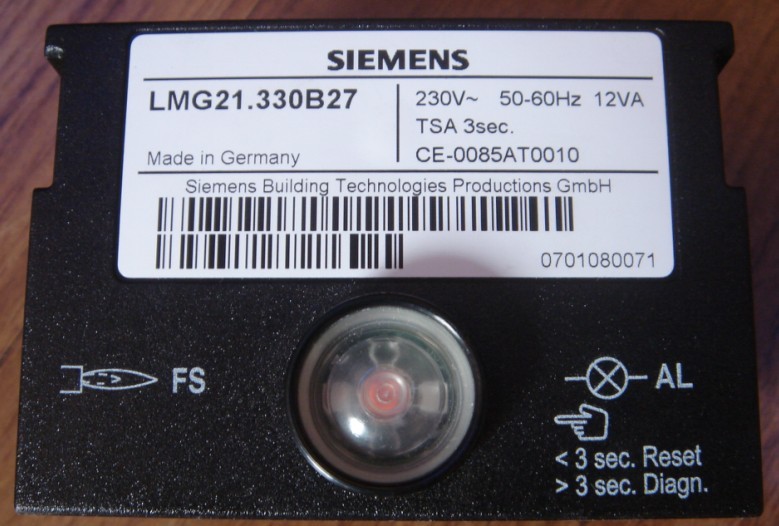 SIEMENS
LMG21.330B27
230V~ 50-60Hz 12VA
TSA 3sec.
Made in Germany
CE-0085AT0010
Siemens Building Technologies Productions GmbH
0701080071
FS
AL
< 3 sec. Reset
> 3 sec. Diagn.